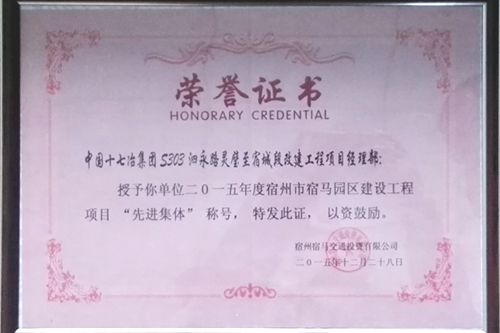 荣誉证书
HONORARY CREDENTIAL
中国十七冶集团S303泗永路灵璧至宿城段改建工程项目经理部:
授予你单位二0一五年度宿州市宿马园区建设工程
项目“先进集体”称号，特发此证，以资鼓励。
宿州宿马交通投资有限公司
二0一五年十二月二十八日